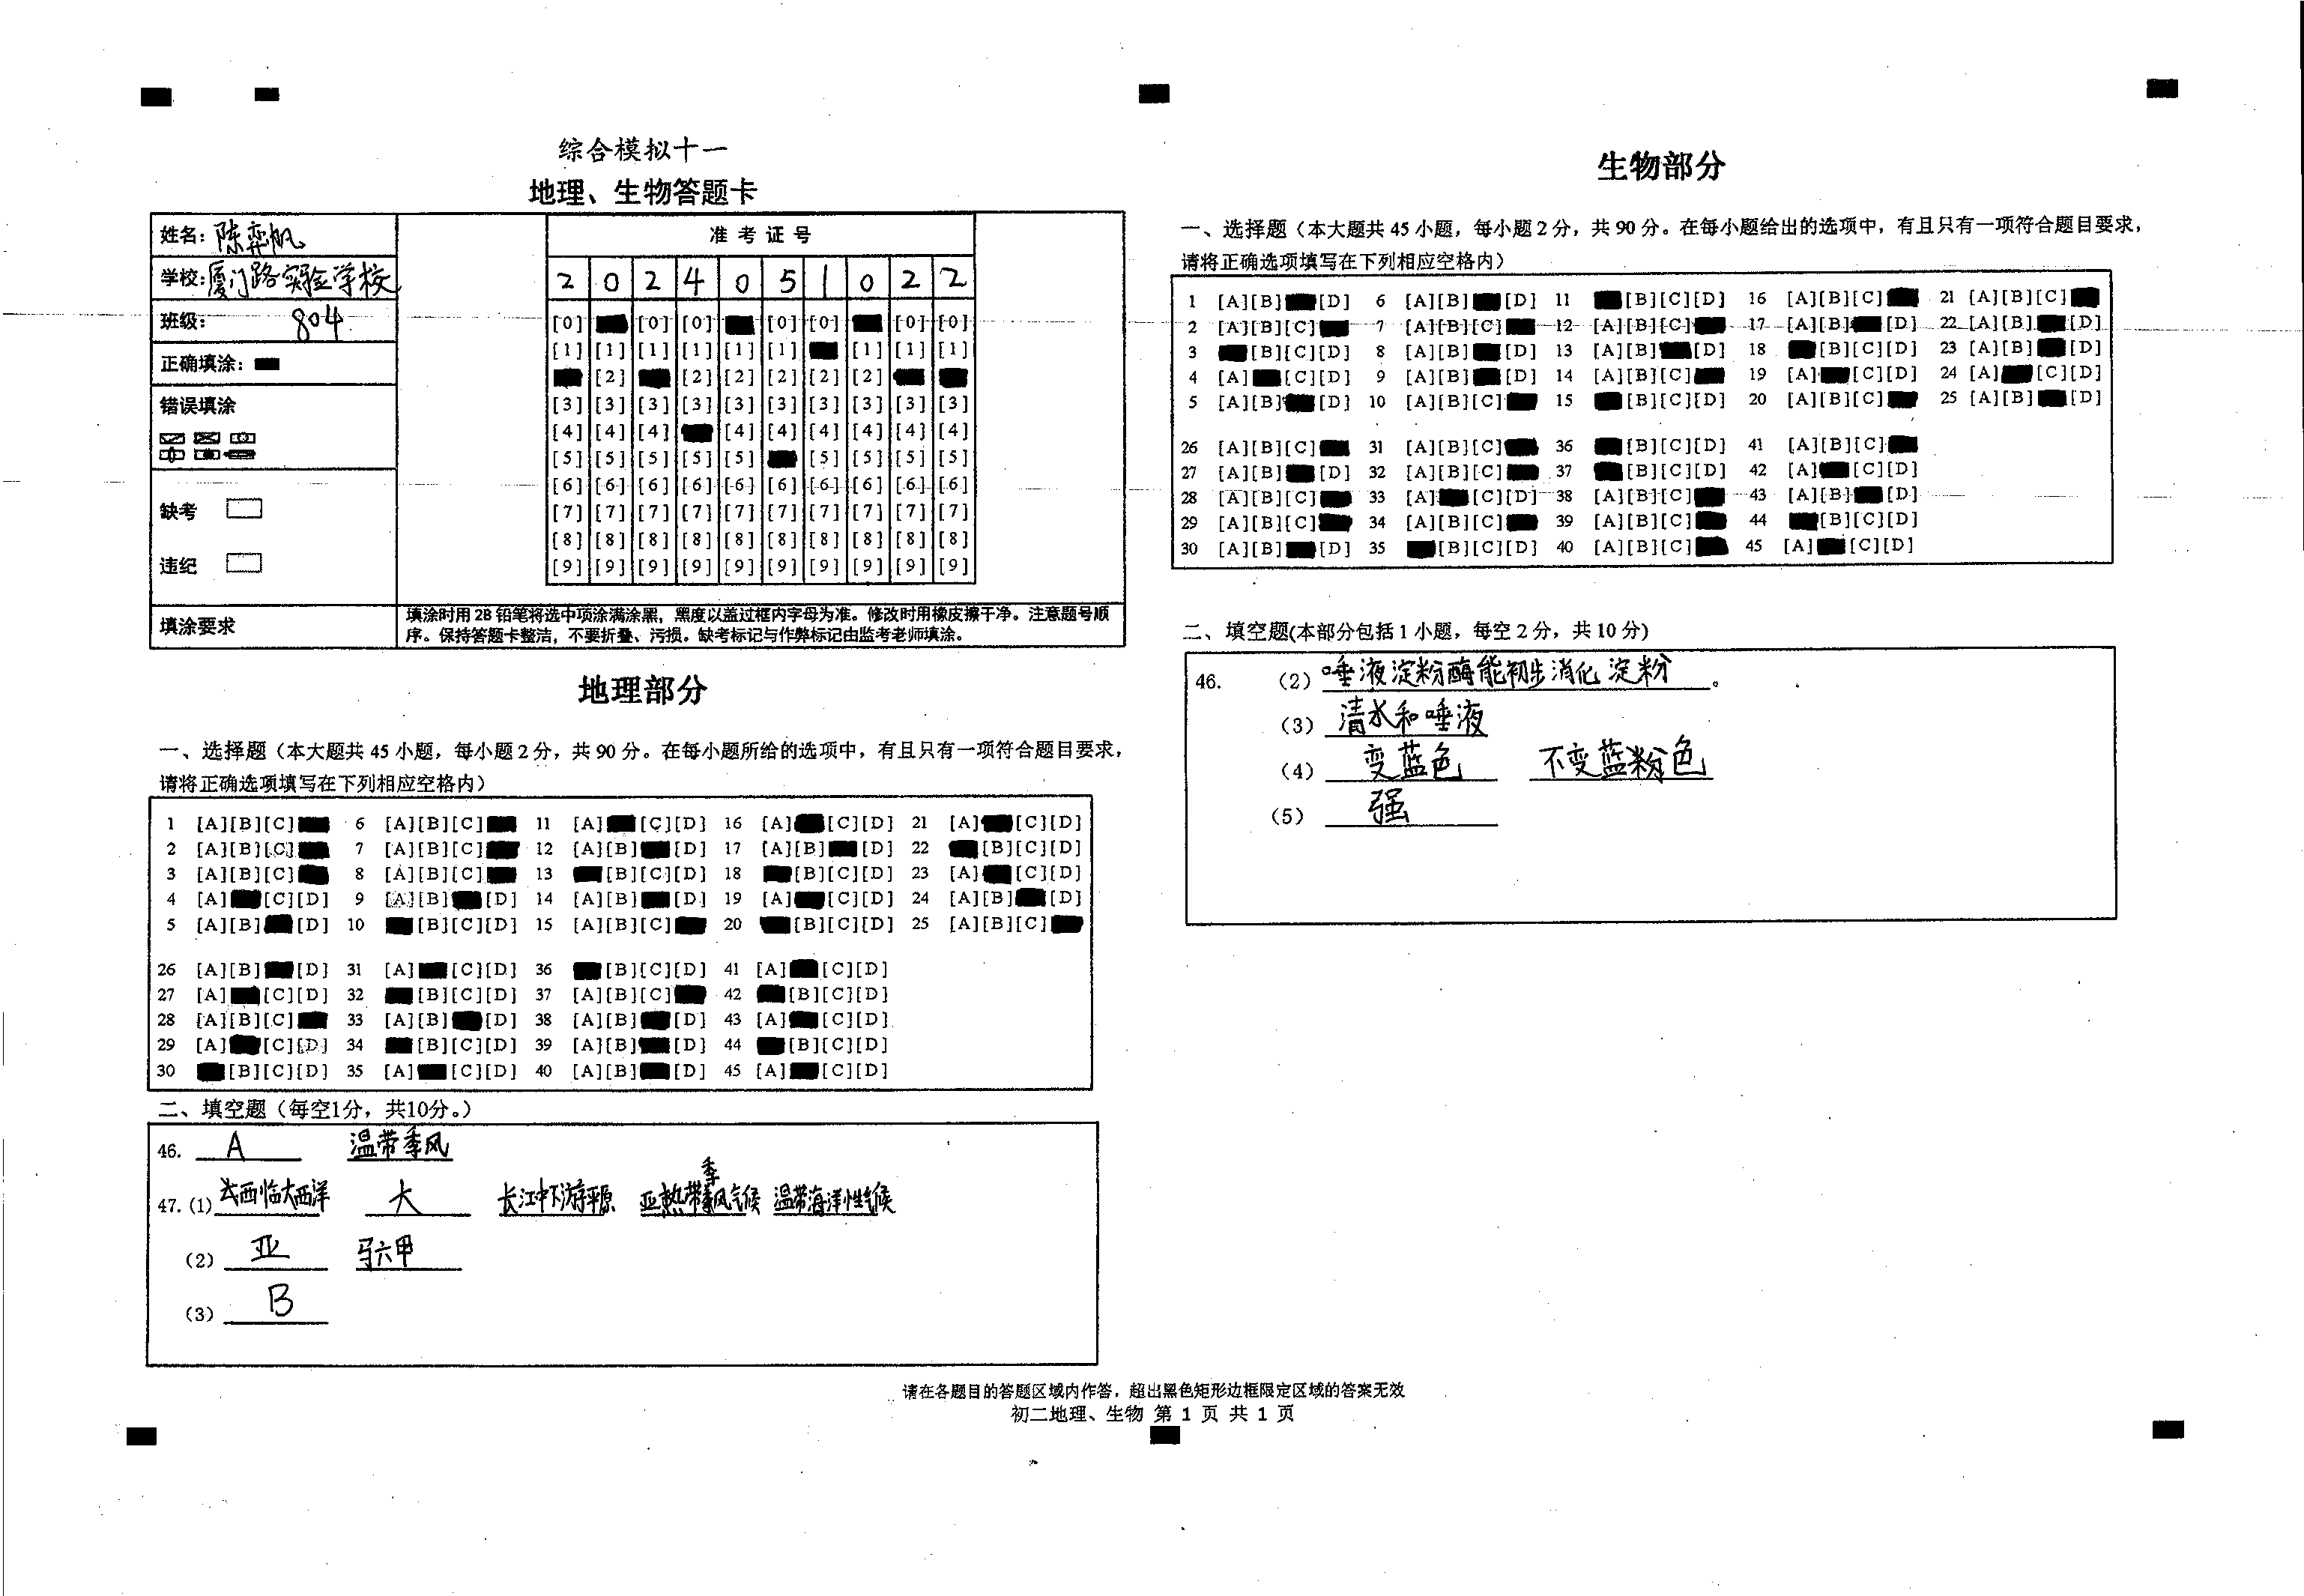 综合模拟十一
地理、生物答题卡
姓名：陈弈帆
学校：厦门路实验学校
班级：804
正确填涂：
错误填涂
缺考
违纪
准考证号
2 0 2 4 0 5 1 0 2 2
[0] [0][0] [0][0] [0][0]
[1][1][1][1][1][1] [1][1][1]
[2] [2][2][2][2][2]
[3][3][3][3][3][3][3][3][3][3]
[4][4][4] [4][4][4][4][4][4]
[5][5][5][5][5] [5][5][5][5]
[6][6][6][6][6][6][6][6][6][6]
[7][7][7][7][7][7][7][7][7][7]
[8][8][8][8][8][8][8][8][8][8]
[9][9][9][9][9][9][9][9][9][9]
填涂要求
填涂时用 2B 铅笔将选中项涂满涂黑，黑度以盖过框内字母为准。修改时用橡皮擦干净。注意题号顺
序。保持答题卡整洁，不要折叠、污损。缺考标记与作弊标记由监考老师填涂。
地理部分
一、选择题（本大题共 45 小题，每小题 2 分，共 90 分。在每小题所给的选项中，有且只有一项符合题目要求，
请将正确选项填写在下列相应空格内）
1 [A][B][C] 6 [A][B][C] 11 [A] [C][D] 16 [A] [C][D] 21 [A] [C][D]
2 [A][B][C] 7 [A][B][C] 12 [A][B] [D] 17 [A][B] [D] 22 [B][C][D]
3 [A][B][C] 8 [A][B][C] 13 [B][C][D] 18 [B][C][D] 23 [A] [C][D]
4 [A] [C][D] 9 [A][B] [D] 14 [A][B] [D] 19 [A] [C][D] 24 [A][B] [D]
5 [A][B] [D] 10 [B][C][D] 15 [A][B][C] 20 [B][C][D] 25 [A][B][C]
26 [A][B] [D] 31 [A] [C][D] 36 [B][C][D] 41 [A] [C][D]
27 [A] [C][D] 32 [B][C][D] 37 [A][B][C] 42 [B][C][D]
28 [A][B][C] 33 [A][B] [D] 38 [A][B] [D] 43 [A] [C][D]
29 [A] [C][D] 34 [B][C][D] 39 [A][B] [D] 44 [B][C][D]
30 [B][C][D] 35 [A] [C][D] 40 [A][B] [D] 45 [A] [C][D]
二、填空题（每空1分，共10分。）
46. A 温带季风
47. (1) 西临大西洋 大 长江中下游平原 亚热带季风气候 温带海洋性气候
(2) 亚 马六甲
(3) B
生物部分
一、选择题（本大题共 45 小题，每小题 2 分，共 90 分。在每小题给出的选项中，有且只有一项符合题目要求，
请将正确选项填写在下列相应空格内）
1 [A][B] [D] 6 [A][B] [D] 11 [B][C][D] 16 [A][B][C] 21 [A][B][C]
2 [A][B][C] 7 [A][B][C] 12 [A][B][C] 17 [A][B] [D] 22 [A][B] [D]
3 [B][C][D] 8 [A][B] [D] 13 [A][B] [D] 18 [B][C][D] 23 [A][B] [D]
4 [A] [C][D] 9 [A][B] [D] 14 [A][B][C] 19 [A] [C][D] 24 [A] [C][D]
5 [A][B] [D] 10 [A][B][C] 15 [B][C][D] 20 [A][B][C] 25 [A][B] [D]
26 [A][B][C] 31 [A][B][C] 36 [B][C][D] 41 [A][B][C]
27 [A][B] [D] 32 [A][B][C] 37 [B][C][D] 42 [A] [C][D]
28 [A][B][C] 33 [A] [C][D] 38 [A][B][C] 43 [A][B] [D]
29 [A][B][C] 34 [A][B][C] 39 [A][B][C] 44 [B][C][D]
30 [A][B] [D] 35 [B][C][D] 40 [A][B][C] 45 [A] [C][D]
二、填空题(本部分包括 1 小题，每空 2 分，共 10 分)
46. （2）唾液淀粉酶能初步消化淀粉。
（3）清水和唾液
（4）变蓝色 不变蓝色
（5）强
请在各题目的答题区域内作答，超出黑色矩形边框限定区域的答案无效
初二地理、生物 第 1 页 共 1 页